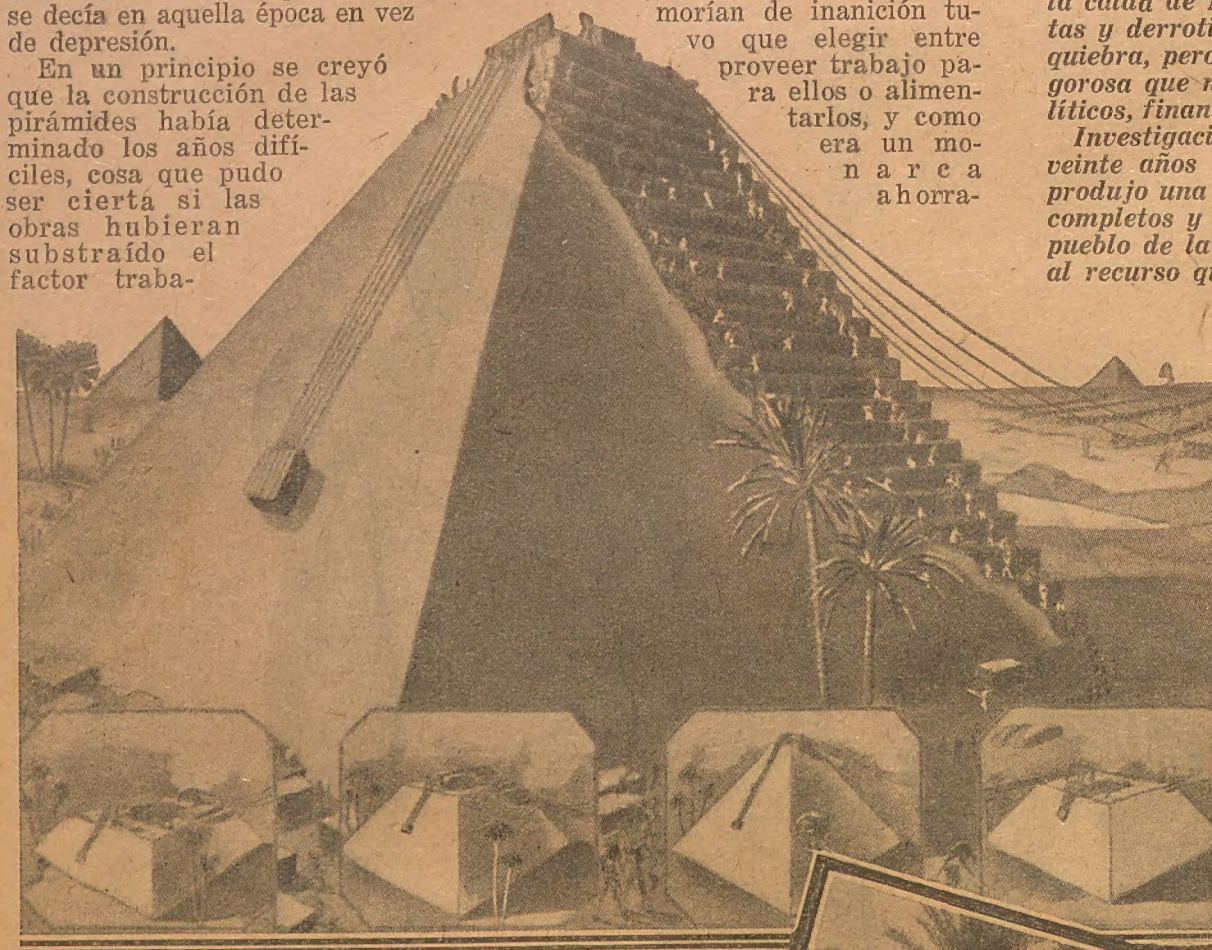 se decía en aquella época en vez
de depresión.
En un principio se creyó
que la construcción de las
pirámides había deter-
minado los años difí-
ciles, cosa que pudo
ser cierta si las
obras hubieran
substraído el
factor traba-
morían de inanición tu-
vo que elegir entre
proveer trabajo pa-
ra ellos o alimen-
tarlos, y como
era un mo-
narca
ahorra-
la caída de
tas y derroti
quiebra, pero
gorosa que
líticos, finan
Investigaci
veinte años
produjo una
completos y
pueblo de la
al recurso qu